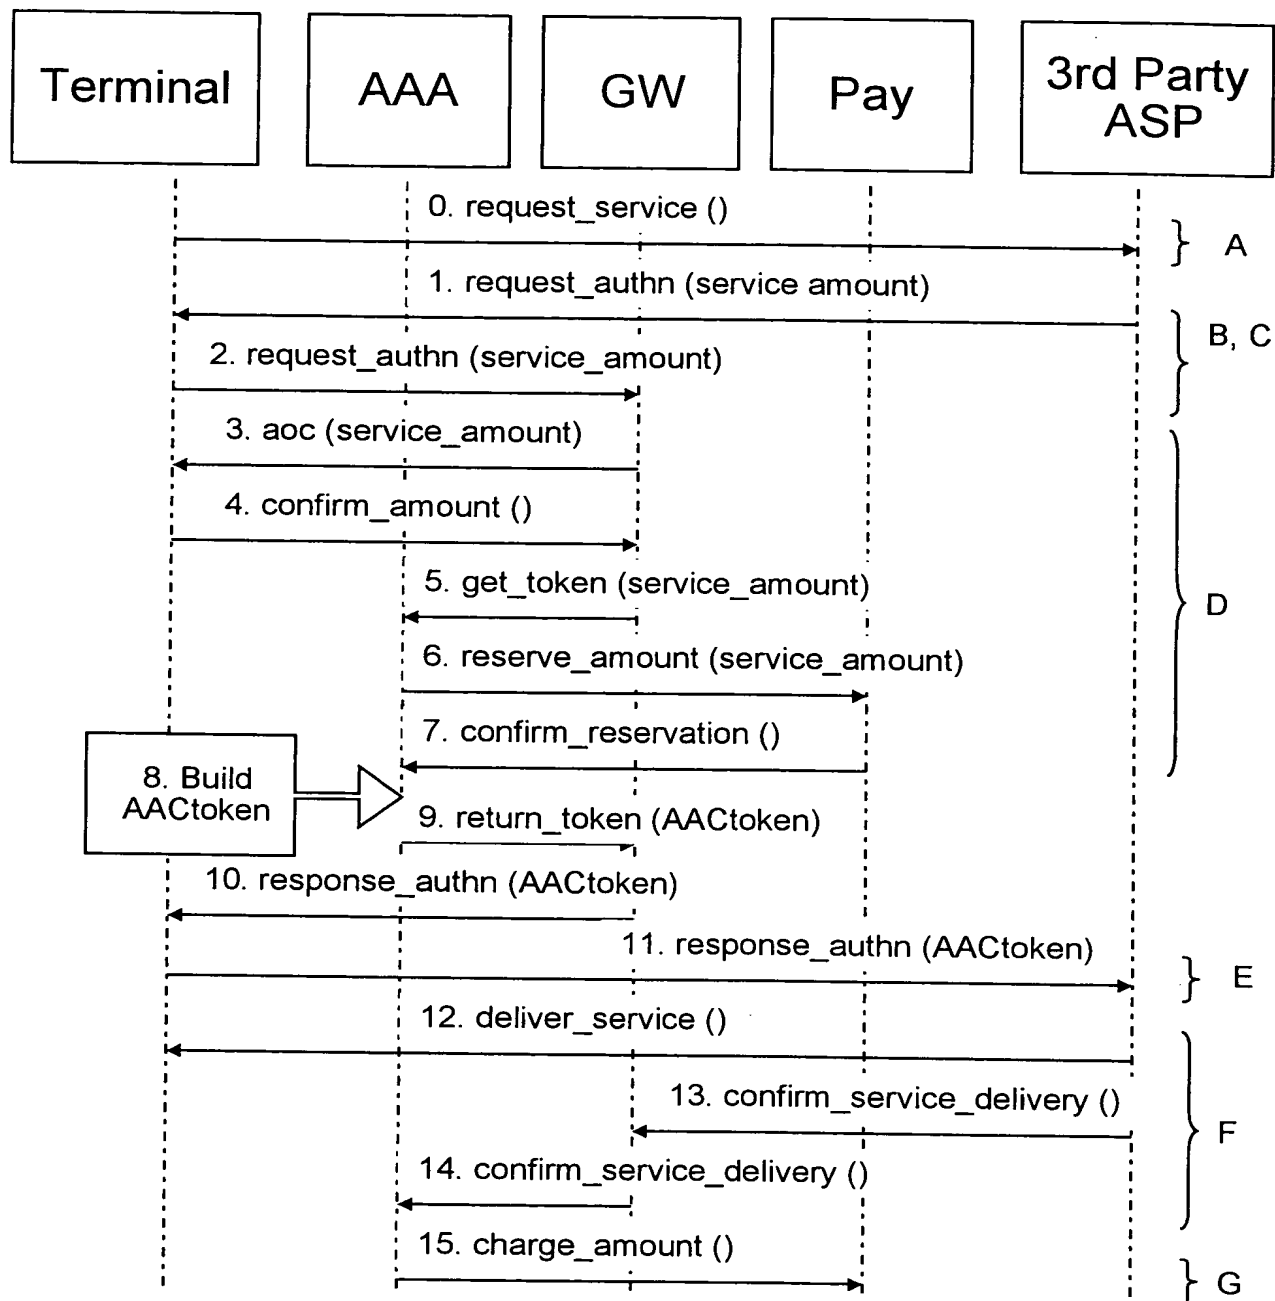 Terminal
AAA
GW
Pay
3rd Party
ASP
0. request_service ()
A
1. request_authn (service amount)
B, C
2. request_authn (service_amount)
3. aoc (service_amount)
4. confirm_amount ()
5. get_token (service_amount)
D
6. reserve_amount (service_amount)
7. confirm_reservation ()
8. Build
AACtoken
9. return_token (AACtoken)
10. response_authn (AACtoken)
11. response_authn (AACtoken)
E
12. deliver_service ()
13. confirm_service_delivery ()
F
14. confirm_service_delivery ()
15. charge_amount ()
G